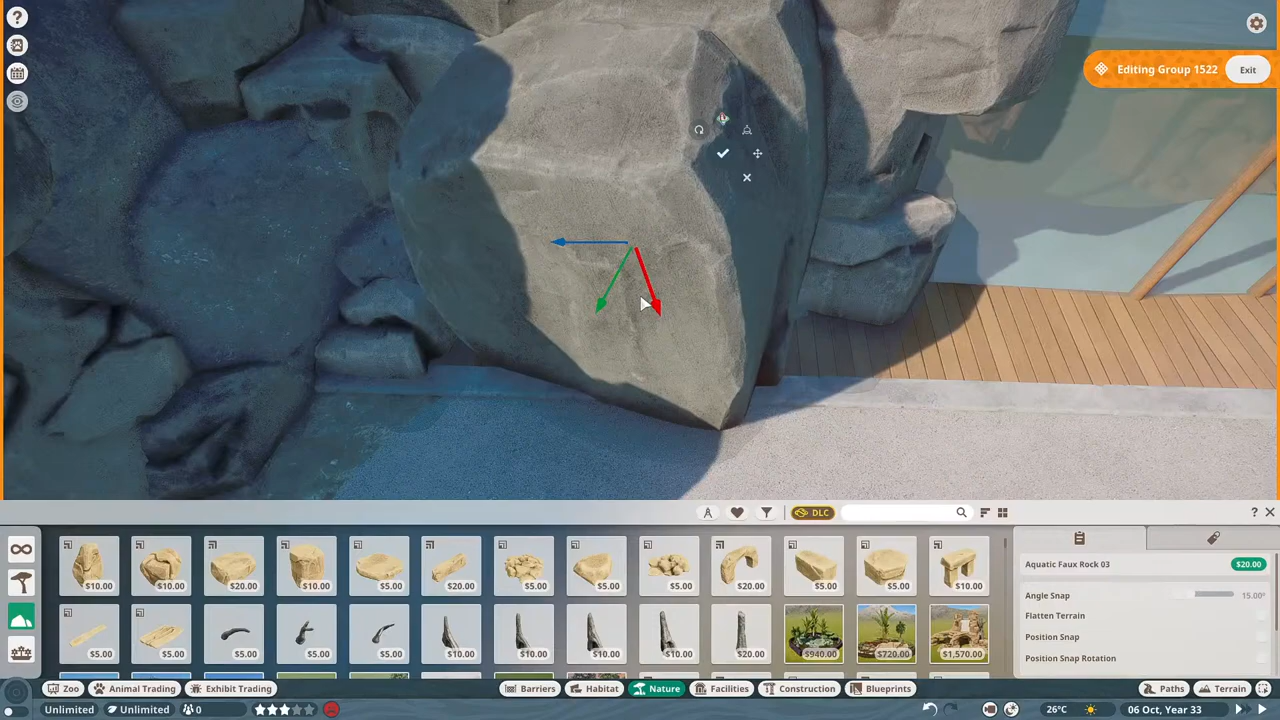 ?
Editing Group 1522 Exit
DLC
?
$10.00 $10.00 $20.00 $10.00 $5.00 $20.00 $5.00 $5.00 $5.00 $20.00 $5.00 $5.00 $10.00
$5.00 $5.00 $5.00 $5.00 $5.00 $10.00 $10.00 $10.00 $10.00 $20.00 $940.00 $720.00 $1,570.00
Aquatic Faux Rock 03 $20.00
Angle Snap 15.00°
Flatten Terrain
Position Snap
Position Snap Rotation
Zoo Animal Trading Exhibit Trading Barriers Habitat Nature Facilities Construction Blueprints Paths Terrain
Unlimited Unlimited 0 26°C 06 Oct, Year 33